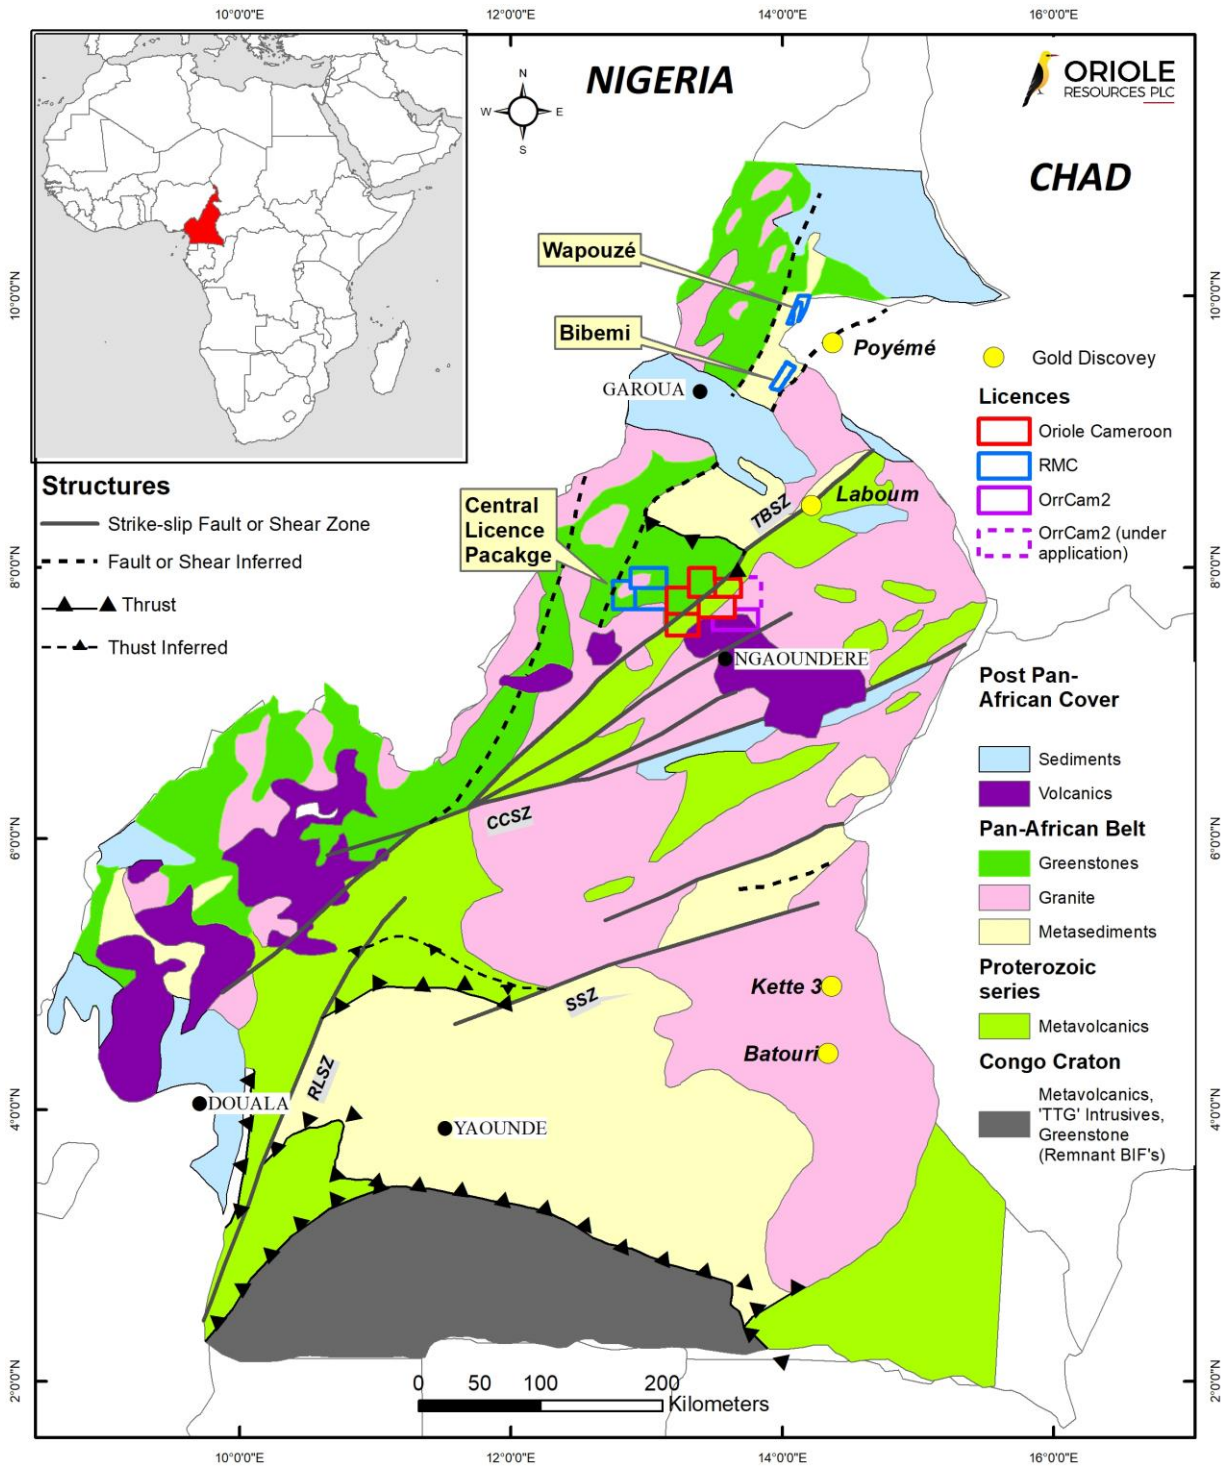 10°0'0"E
12°0'0"E
14°0'0"E
16°0'0"E
N
W
E
S
NIGERIA
ORIOLE
RESOURCES PLC
CHAD
Wapouzé
10°0'0"N
10°0'0"N
Bibemi
Poyémé
Gold Discovey
GAROUA
Licences
Oriole Cameroon
RMC
OrrCam2
OrrCam2 (under
application)
Structures
Strike-slip Fault or Shear Zone
Fault or Shear Inferred
Thrust
Thust Inferred
Central
Licence
Pacakge
TBSZ
Laboum
8°0'0"N
8°0'0"N
NGAOUNDERE
Post Pan-
African Cover
Sediments
Volcanics
Pan-African Belt
Greenstones
Granite
Metasediments
Proterozoic
series
Metavolcanics
Congo Craton
Metavolcanics,
'TTG' Intrusives,
Greenstone
(Remnant BIF's)
CCSZ
6°0'0"N
6°0'0"N
Kette 3
SSZ
Batouri
RLSZ
DOUALA
YAOUNDE
4°0'0"N
4°0'0"N
2°0'0"N
2°0'0"N
0 50 100 200
Kilometers
10°0'0"E
12°0'0"E
14°0'0"E
16°0'0"E